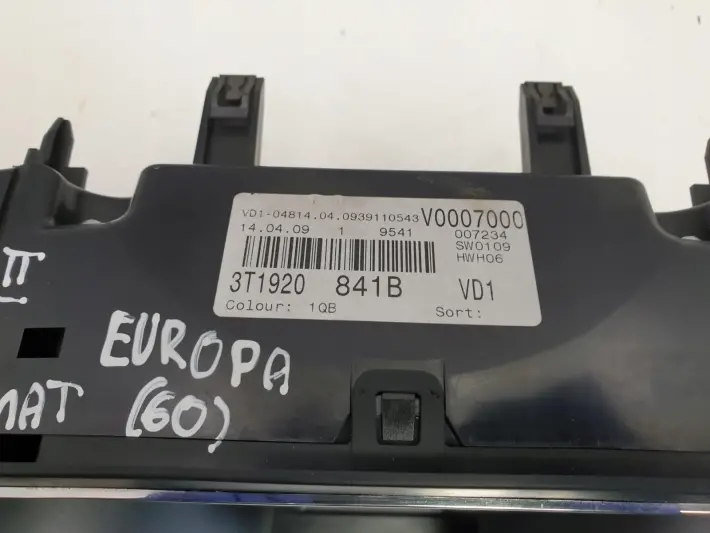 VD1-04814.04.0939110543 V0007000
14.04.09 1 9541 007234
SW0109
HWH06
3T1920 841B VD1
Colour: 1QB Sort:
II
EUROPA
(60)